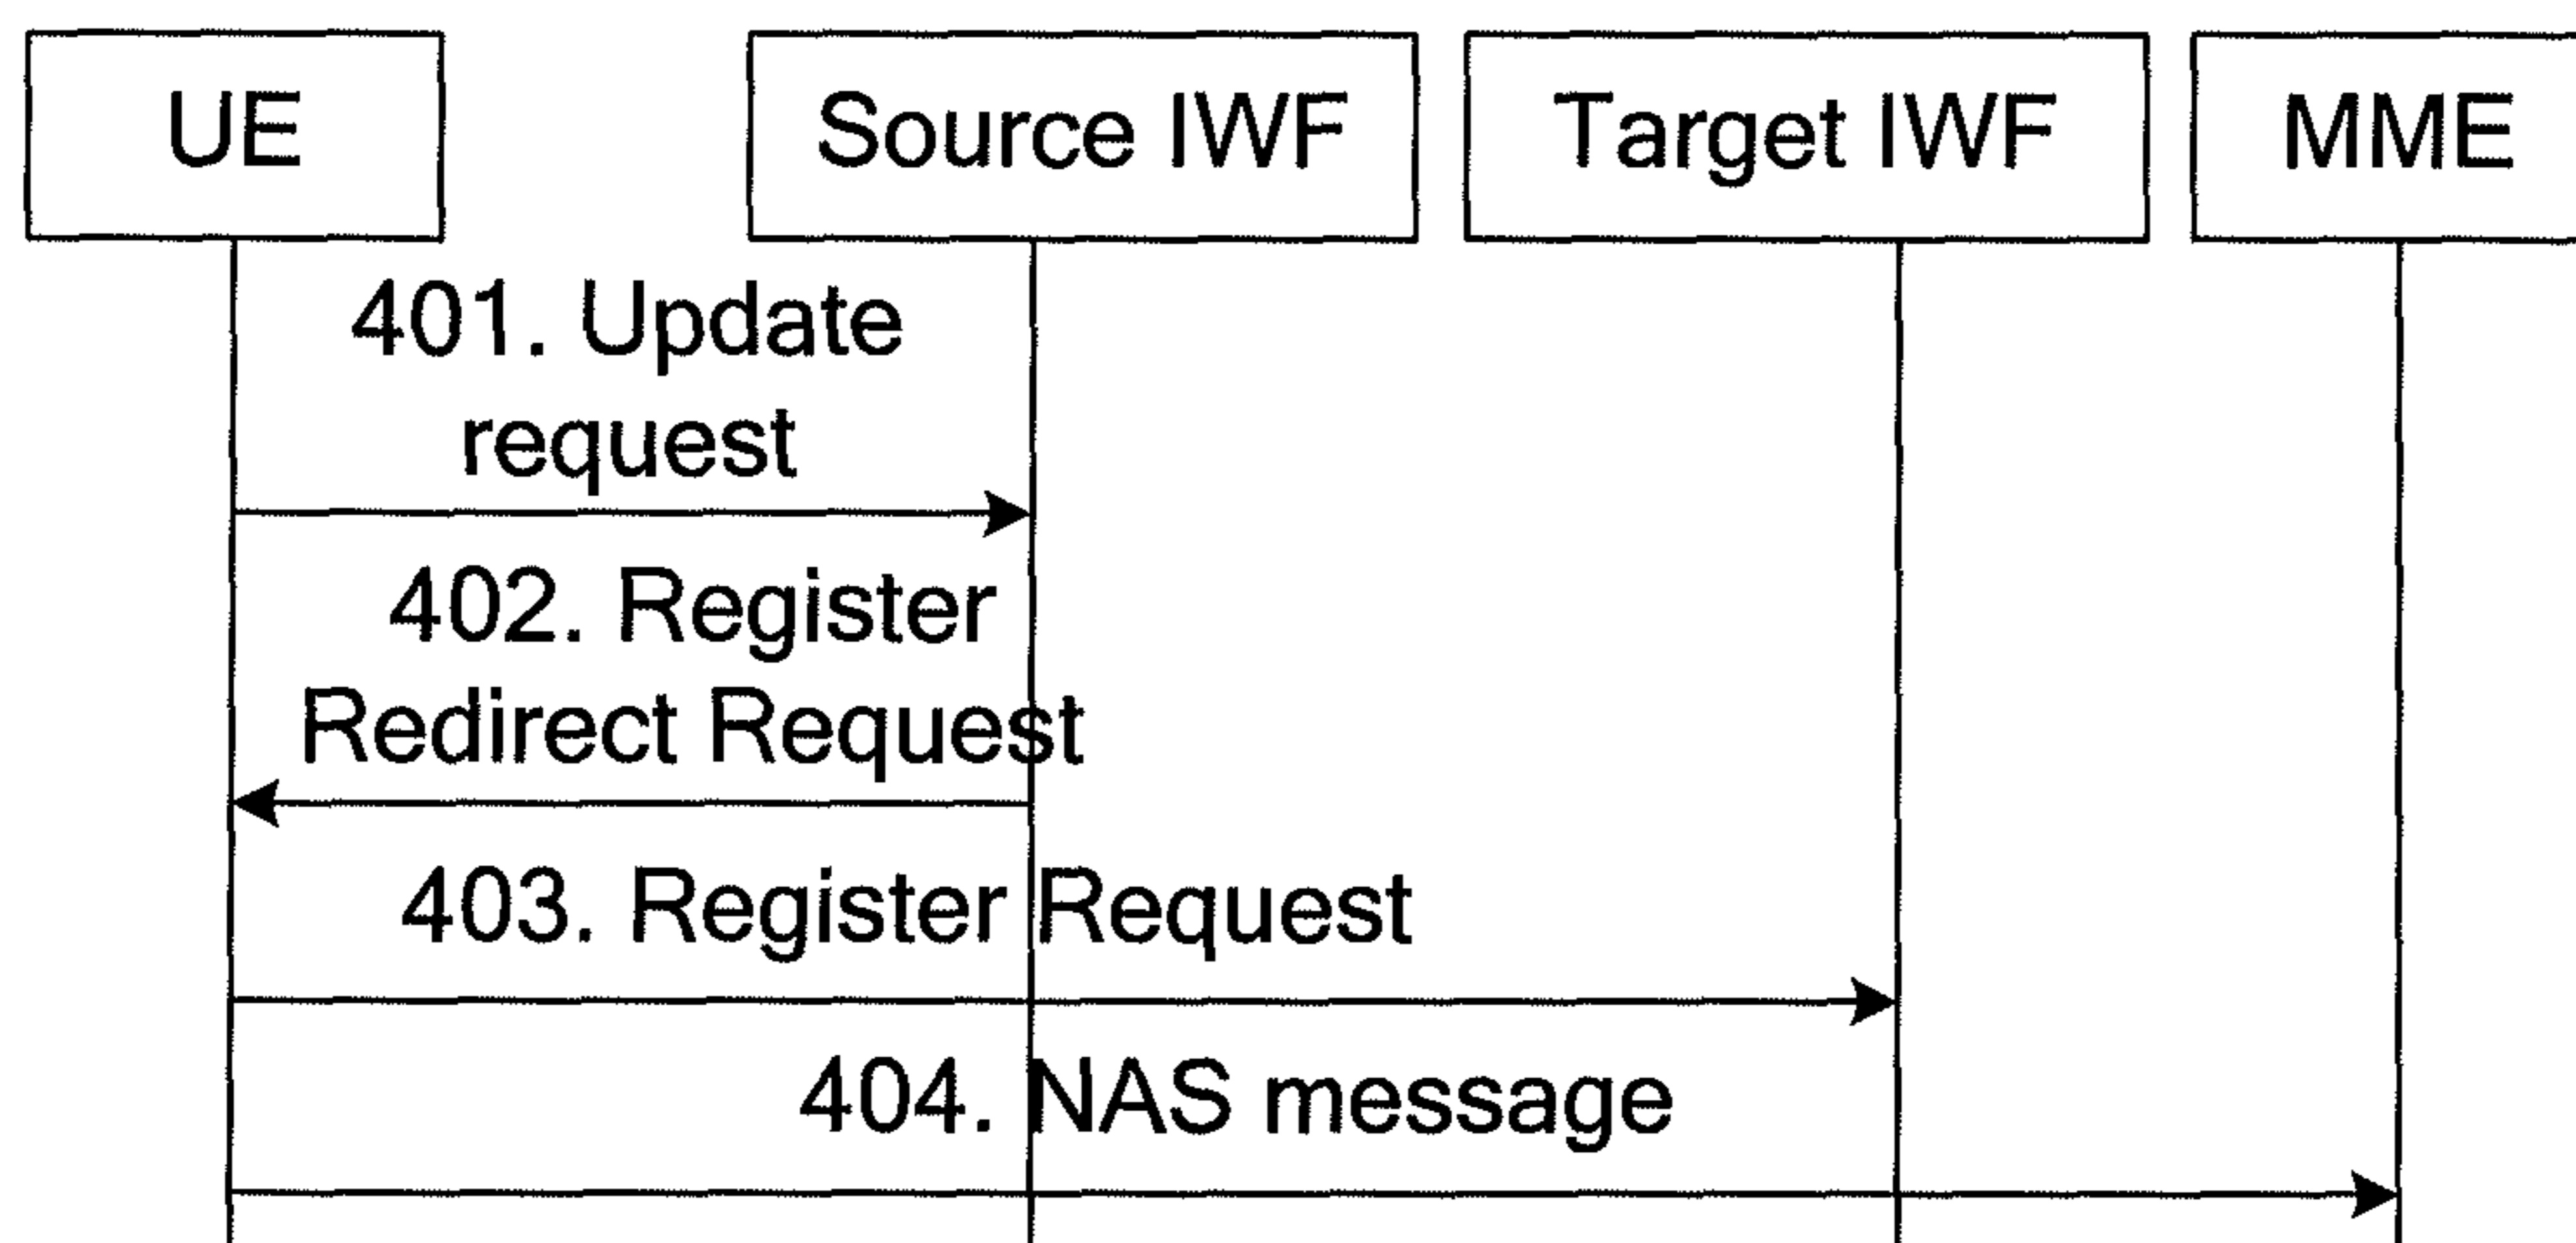 UE
Source IWF
Target IWF
MME
401. Update
request
402. Register
Redirect Request
403. Register Request
404. NAS message